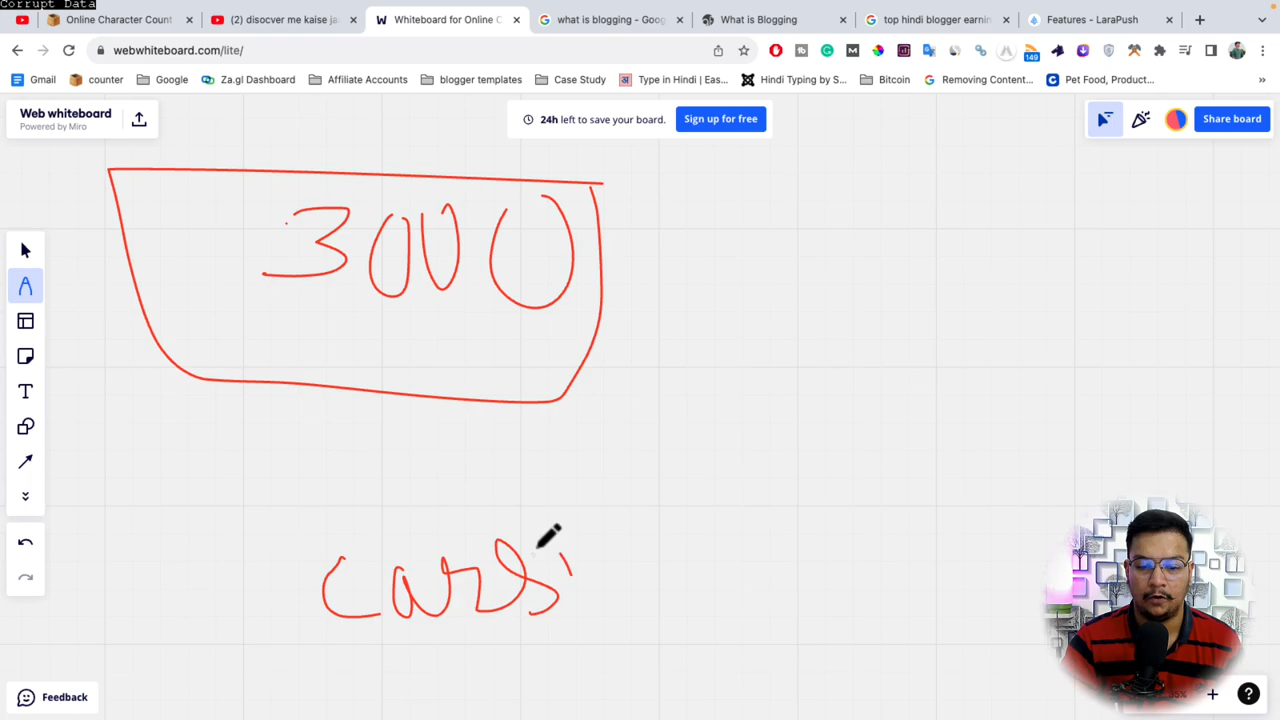 Corrupt Data
Online Character Count
(2) disocver me kaise ja
Whiteboard for Online C
what is blogging - Goog
What is Blogging
top hindi blogger earnin
Features - LaraPush
webwhiteboard.com/lite/
149
Gmail
counter
Google
Za.gl Dashboard
Affiliate Accounts
blogger templates
Case Study
Type in Hindi | Eas...
Hindi Typing by S...
Bitcoin
Removing Conten...
Pet Food, Product...
Web whiteboard
Powered by Miro
24h left to save your board.
Sign up for free
Share board
3000
cars
Feedback